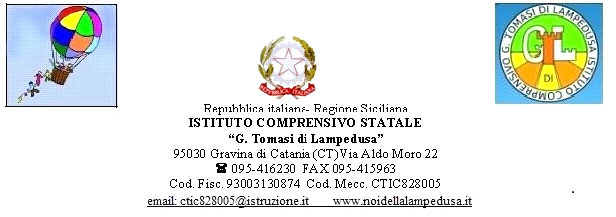 G. TOMASI DI LAMPEDUSA ISTITUTO COMPRENSIVO
G L
DI
REPVBBLICA ITALIANA
Repubblica italiana- Regione Siciliana
ISTITUTO COMPRENSIVO STATALE
“G. Tomasi di Lampedusa”
95030 Gravina di Catania (CT)Via Aldo Moro 22
☎ 095-416230 FAX 095-415963
Cod. Fisc. 93003130874 Cod. Mecc. CTIC828005
email: ctic828005@istruzione.it www.noidellalampedusa.it